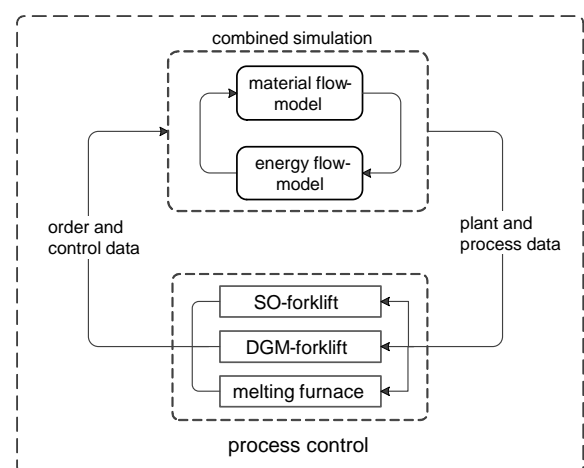 combined simulation
material flow-
model
energy flow-
model
order and
control data
plant and
process data
SO-forklift
DGM-forklift
melting furnace
process control